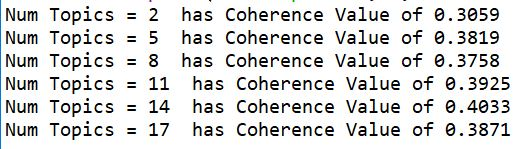 Num Topics = 2  has Coherence Value of 0.3059
Num Topics = 5  has Coherence Value of 0.3819
Num Topics = 8  has Coherence Value of 0.3758
Num Topics = 11  has Coherence Value of 0.3925
Num Topics = 14  has Coherence Value of 0.4033
Num Topics = 17  has Coherence Value of 0.3871